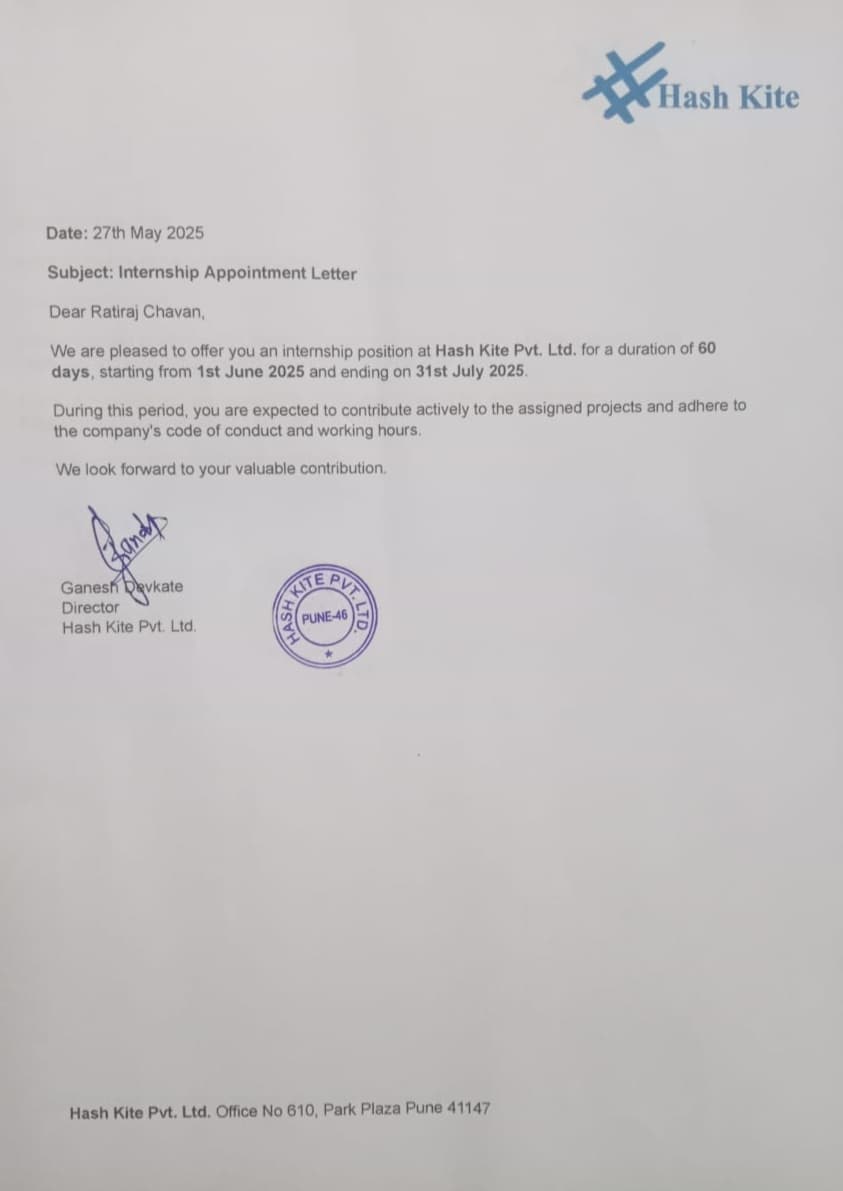 Hash Kite
Date: 27th May 2025
Subject: Internship Appointment Letter
Dear Ratiraj Chavan,
We are pleased to offer you an internship position at Hash Kite Pvt. Ltd. for a duration of 60
days, starting from 1st June 2025 and ending on 31st July 2025.
During this period, you are expected to contribute actively to the assigned projects and adhere to
the company's code of conduct and working hours.
We look forward to your valuable contribution.
Ganesh Devkate
Director
Hash Kite Pvt. Ltd.
HASH KITE PVT. LTD.
PUNE-46
Hash Kite Pvt. Ltd. Office No 610, Park Plaza Pune 41147